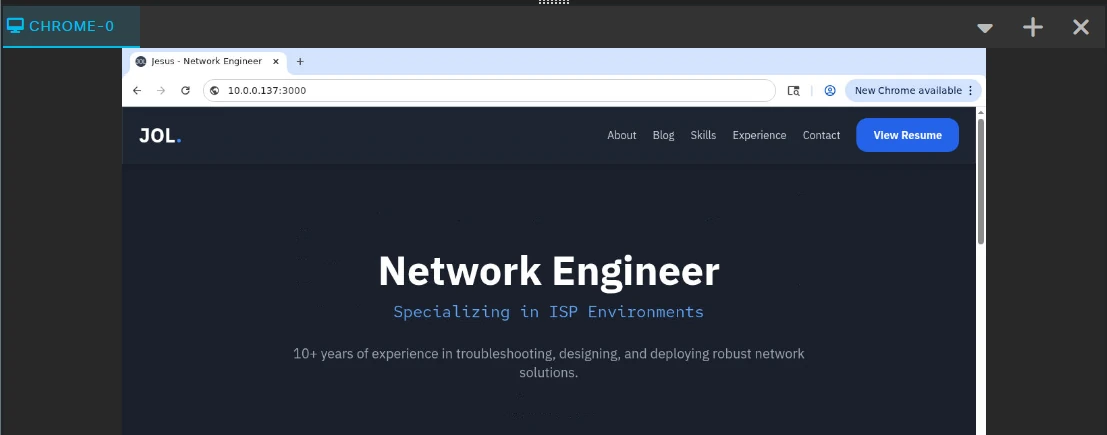 CHROME-0
Jesus - Network Engineer
10.0.0.137:3000
New Chrome available
JOL.
About Blog Skills Experience Contact View Resume
Network Engineer
Specializing in ISP Environments
10+ years of experience in troubleshooting, designing, and deploying robust network
solutions.